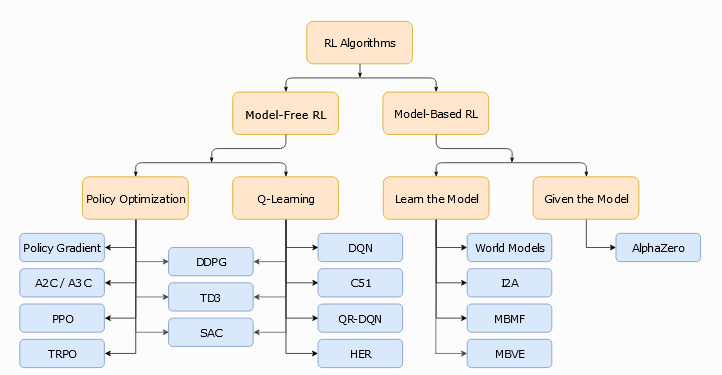 RL Algorithms
Model-Free RL
Model-Based RL
Policy Optimization
Q-Learning
Learn the Model
Given the Model
Policy Gradient
A2C / A3C
PPO
TRPO
DDPG
TD3
SAC
DQN
C51
QR-DQN
HER
World Models
I2A
MBMF
MBVE
AlphaZero